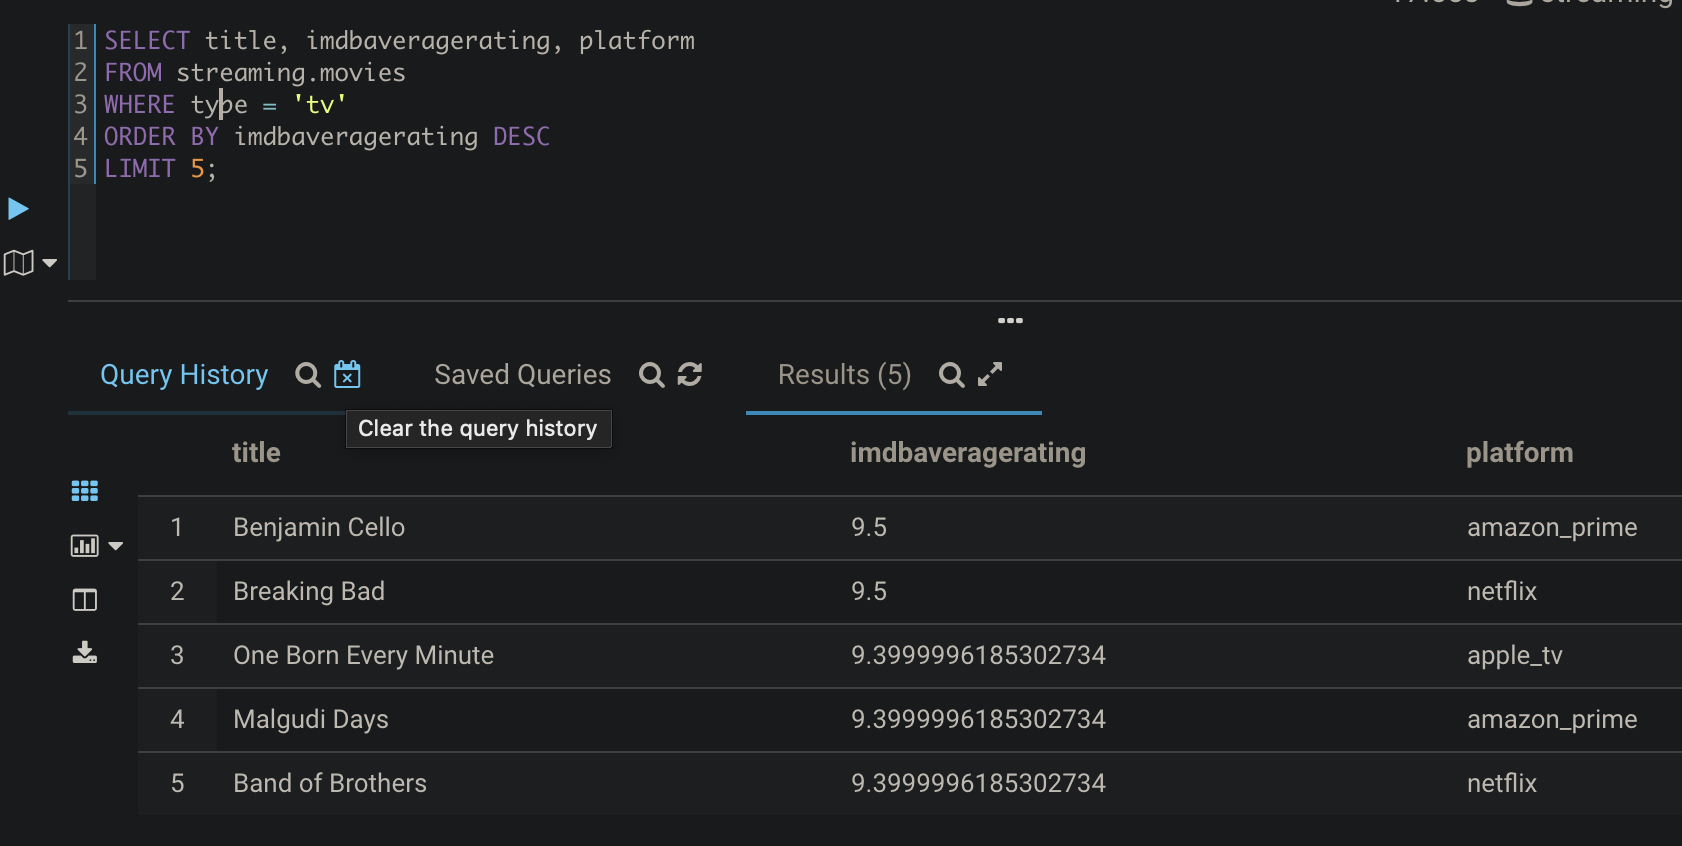 1 SELECT title, imdbaveragerating, platform
2 FROM streaming.movies
3 WHERE type = 'tv'
4 ORDER BY imdbaveragerating DESC
5 LIMIT 5;
Query History Saved Queries Results (5)
Clear the query history
title imdbaveragerating platform
1 Benjamin Cello 9.5 amazon_prime
2 Breaking Bad 9.5 netflix
3 One Born Every Minute 9.3999996185302734 apple_tv
4 Malgudi Days 9.3999996185302734 amazon_prime
5 Band of Brothers 9.3999996185302734 netflix